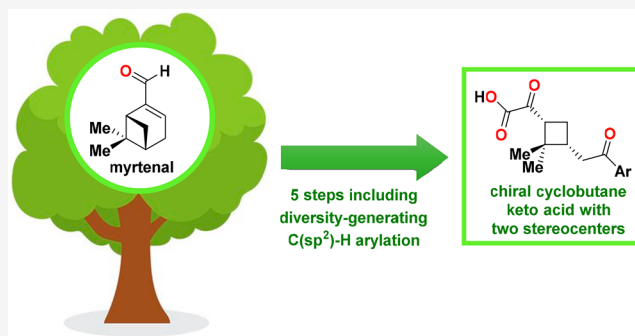 O
H
Me
Me
myrtenal
5 steps including
diversity-generating
C(sp²)-H arylation
HO
O
O
Me
Me
O
Ar
chiral cyclobutane
keto acid with
two stereocenters